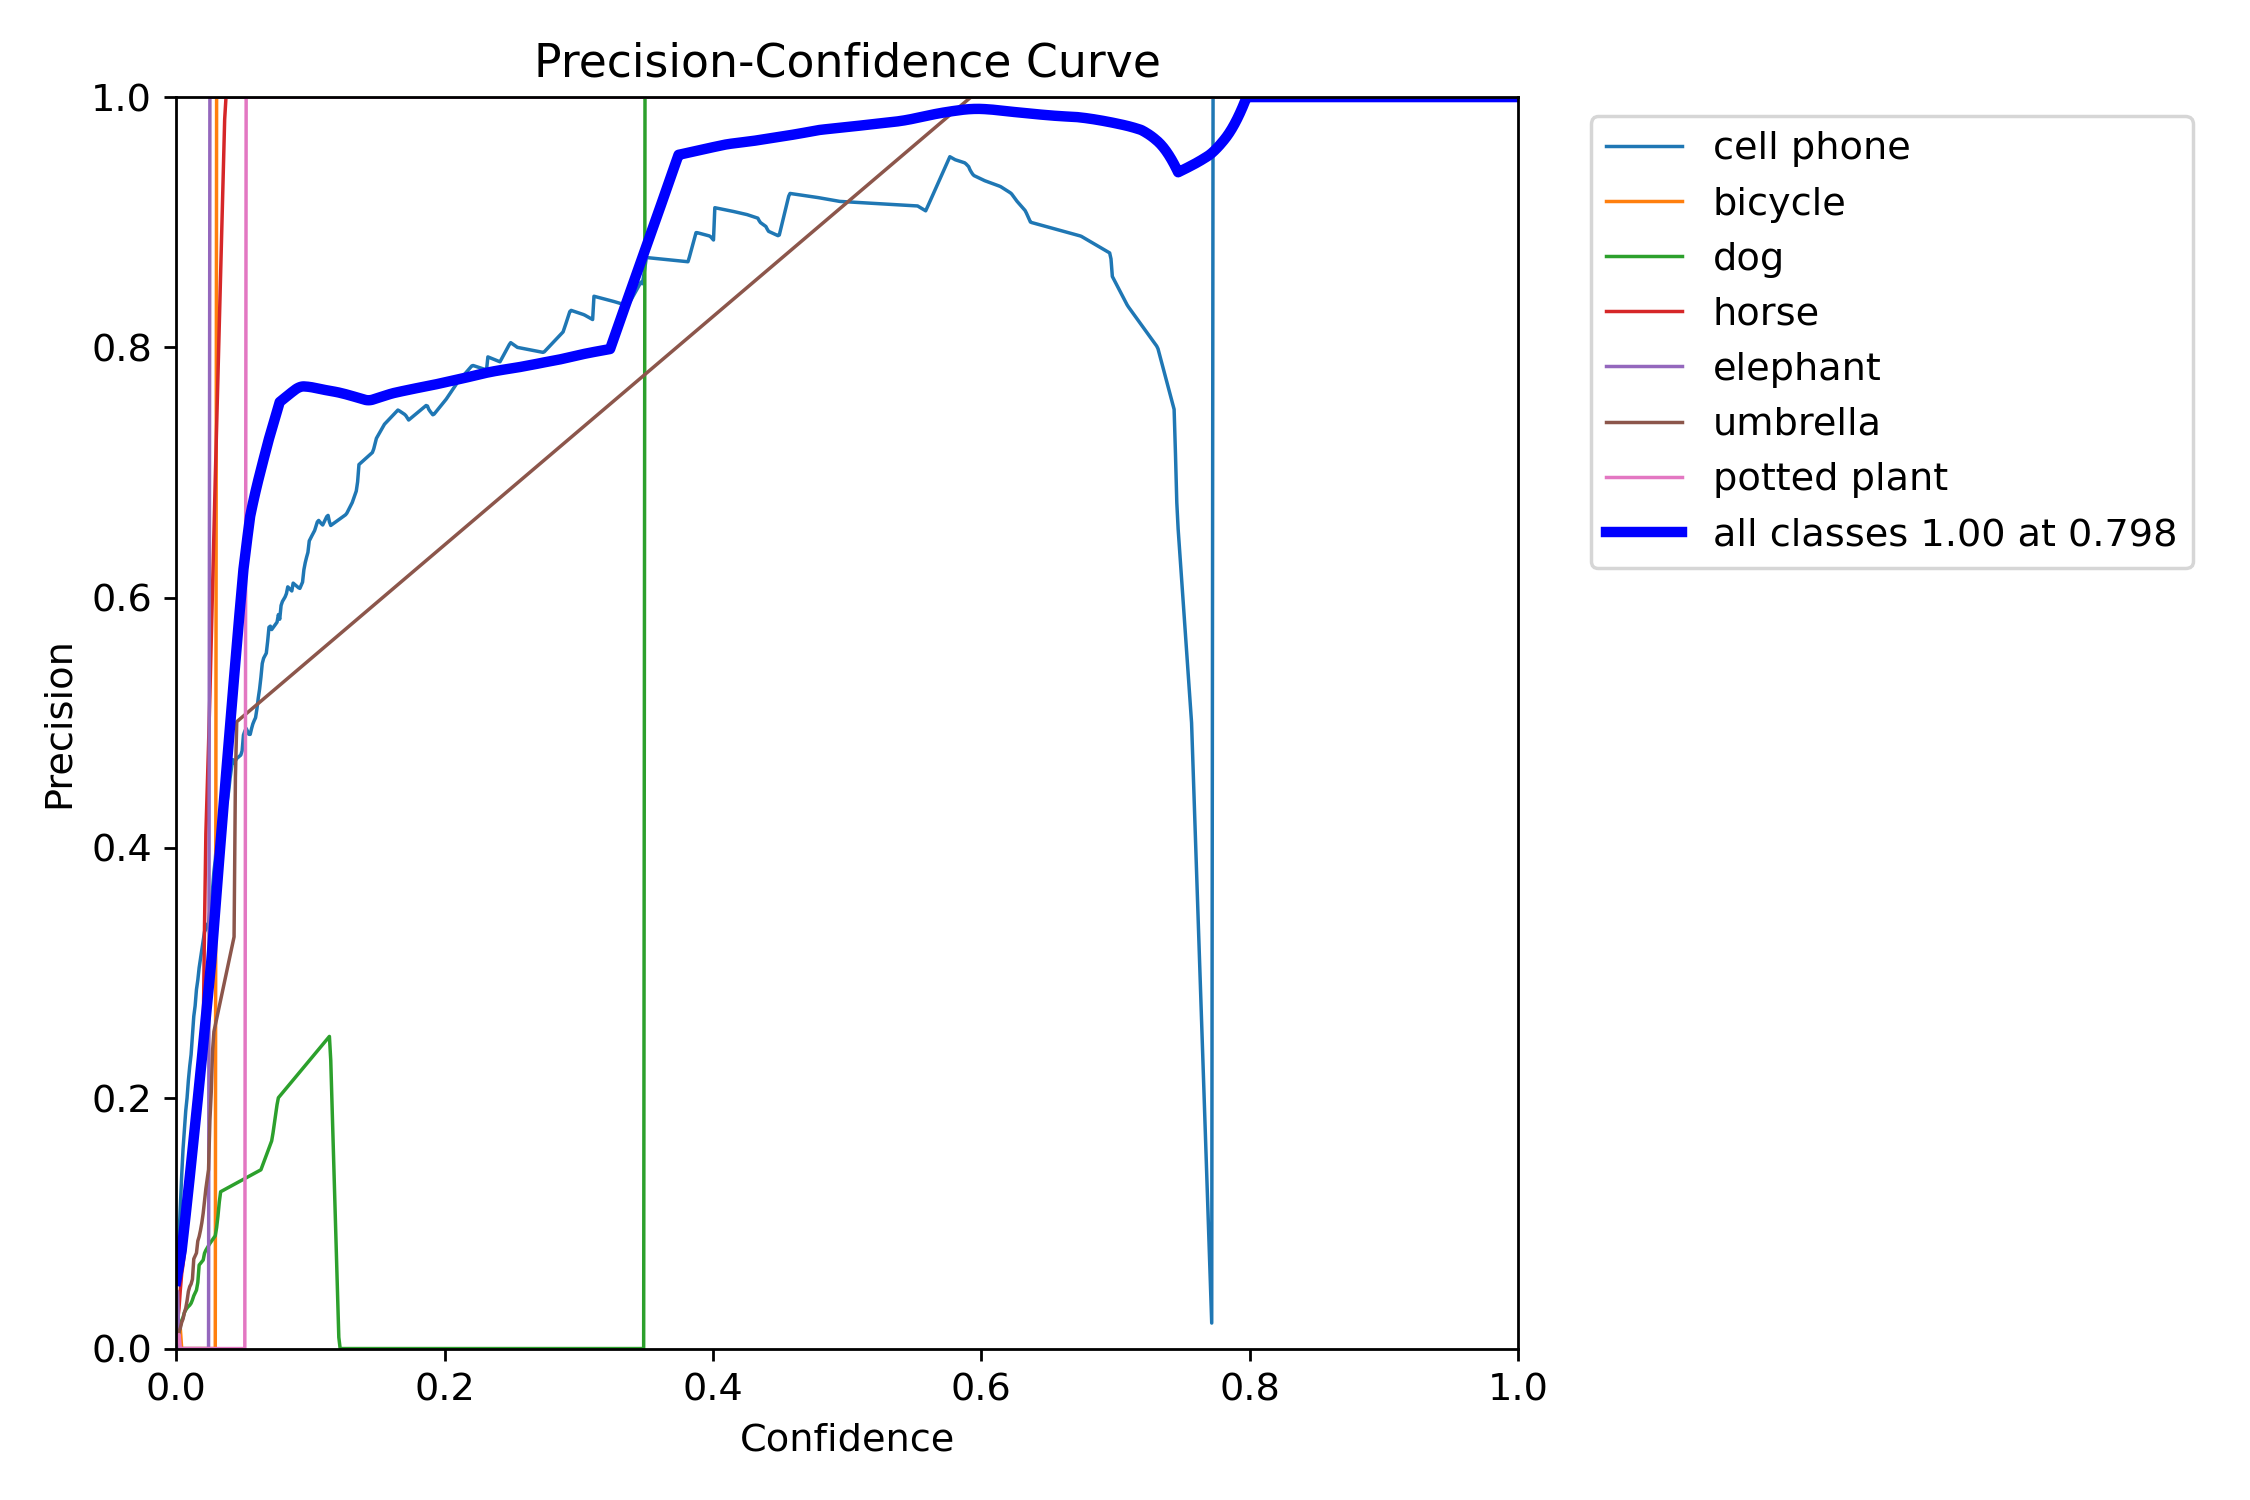 Precision-Confidence Curve
1.0
0.8
0.6
0.4
0.2
0.0
Precision
0.0 0.2 0.4 0.6 0.8 1.0
Confidence
cell phone
bicycle
dog
horse
elephant
umbrella
potted plant
all classes 1.00 at 0.798